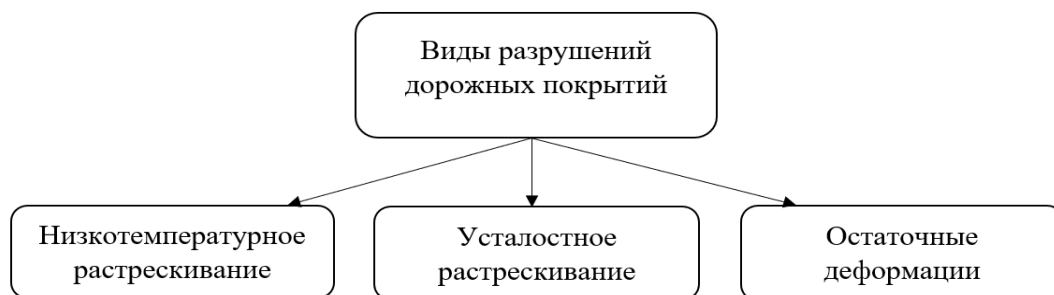 Виды разрушений
дорожных покрытий
Низкотемпературное
растрескивание
Усталостное
растрескивание
Остаточные
деформации